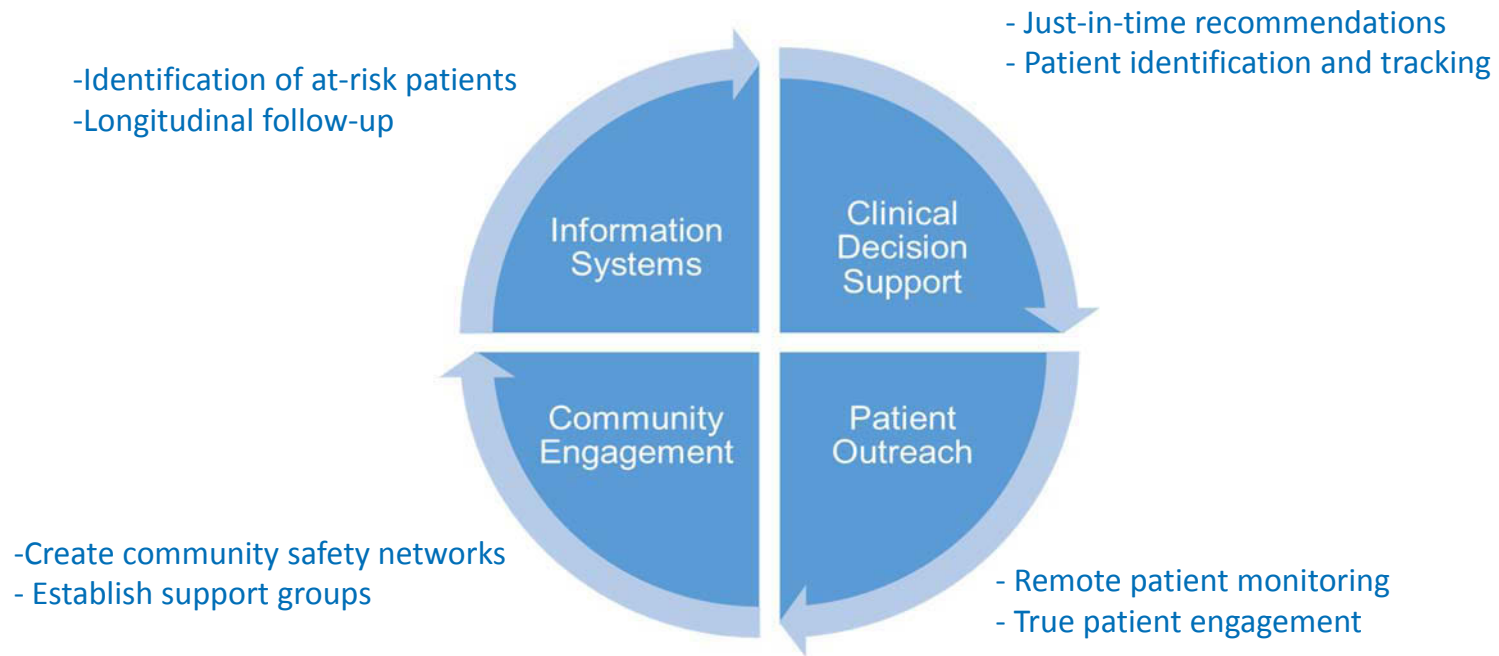 -Identification of at-risk patients
-Longitudinal follow-up
- Just-in-time recommendations
- Patient identification and tracking
Information
Systems
Clinical
Decision
Support
Community
Engagement
Patient
Outreach
-Create community safety networks
- Establish support groups
- Remote patient monitoring
- True patient engagement